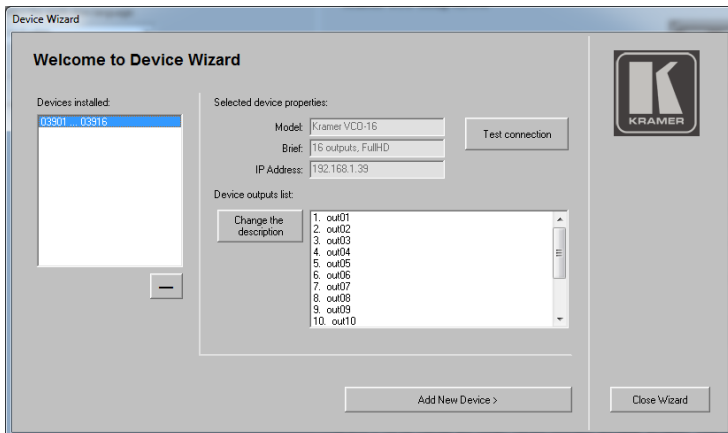 Device Wizard
Welcome to Device Wizard
Devices installed:
03901 ... 03916
Selected device properties:
Model: Kramer VCO-16
Brief: 16 outputs, FullHD
IP Address: 192.168.1.39
Test connection
Device outputs list:
Change the
description
1. out01
2. out02
3. out03
4. out04
5. out05
6. out06
7. out07
8. out08
9. out09
10. out10
—
Add New Device >
K
KRAMER
Close Wizard